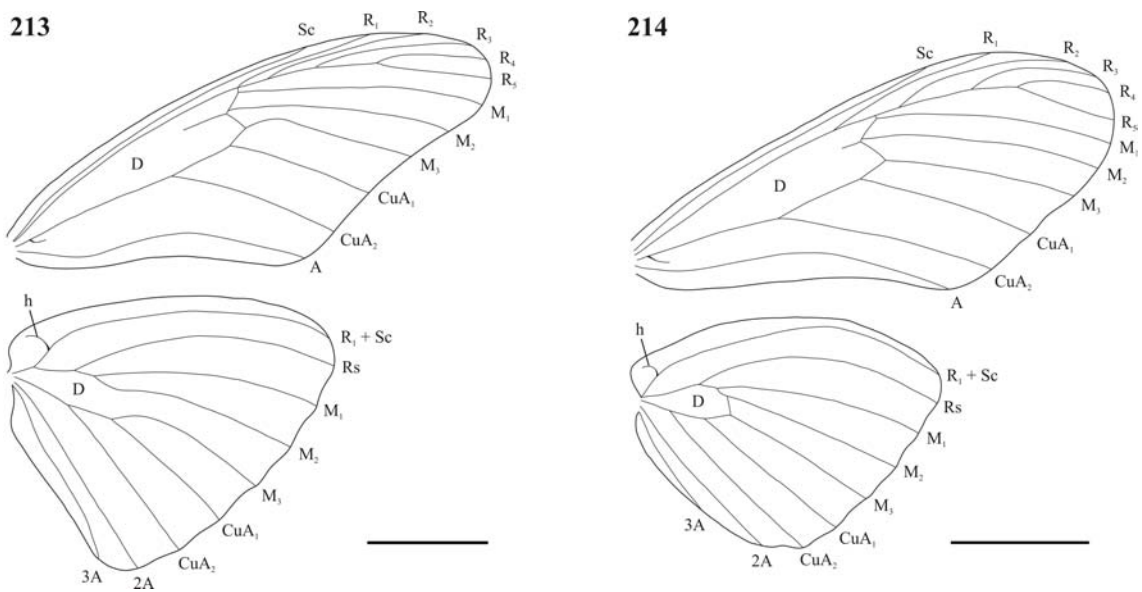 213
Sc
R₁
R₂
R₃
R₄
R₅
M₁
M₂
M₃
CuA₁
CuA₂
A
D
h
R₁ + Sc
Rs
D
M₁
M₂
M₃
CuA₁
CuA₂
2A
3A
214
Sc
R₁
R₂
R₃
R₄
R₅
M₁
M₂
M₃
CuA₁
CuA₂
A
D
h
R₁ + Sc
Rs
D
M₁
M₂
M₃
CuA₁
CuA₂
2A
3A